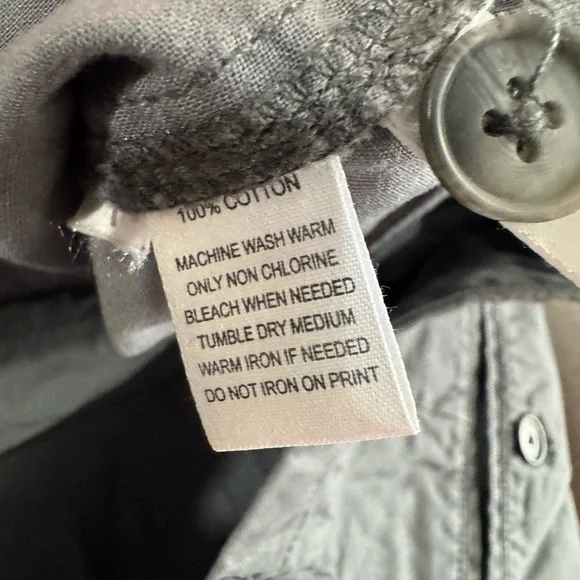 100% COTTON
MACHINE WASH WARM
ONLY NON CHLORINE
BLEACH WHEN NEEDED
TUMBLE DRY MEDIUM
WARM IRON IF NEEDED
DO NOT IRON ON PRINT